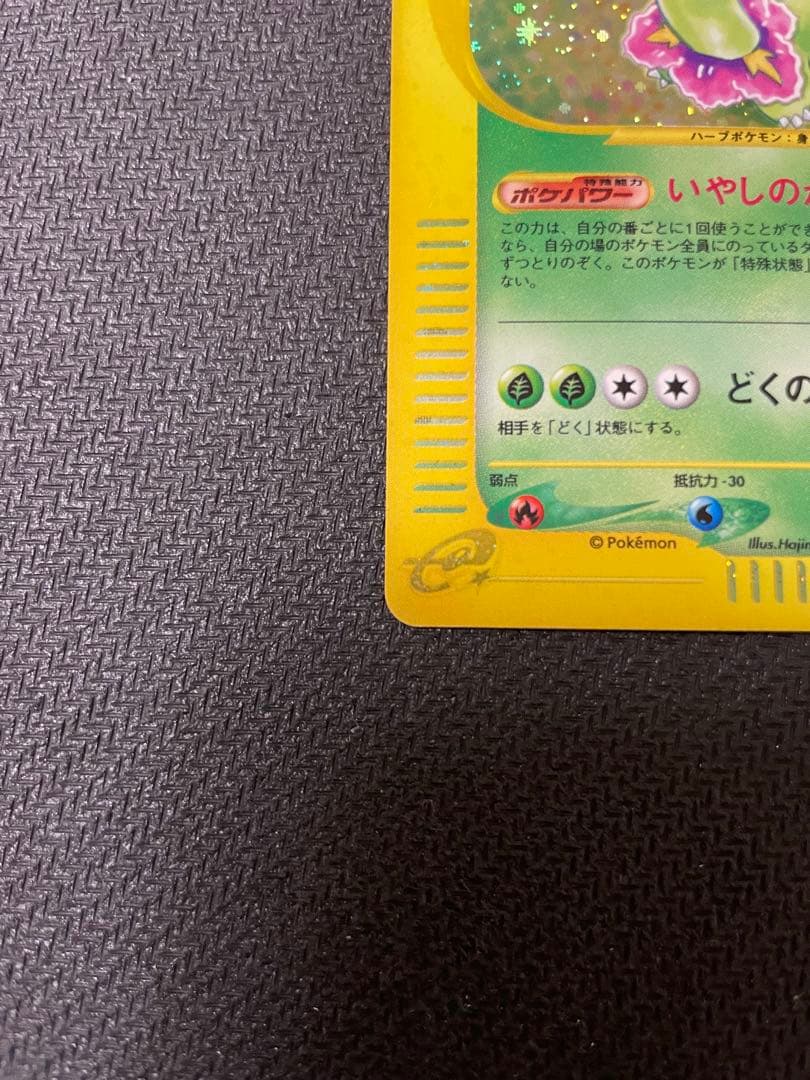 ハーブポケモン：身
特殊能力
ポケパワー いやしの
この力は、自分の番ごとに1回使うことができ
なら、自分の場のポケモン全員にのっているダ
ずつとりのぞく。このポケモンが「特殊状態」
ない。
どくの
相手を「どく」状態にする。
弱点 抵抗力 -30
© Pokémon Illus.Hajim
e